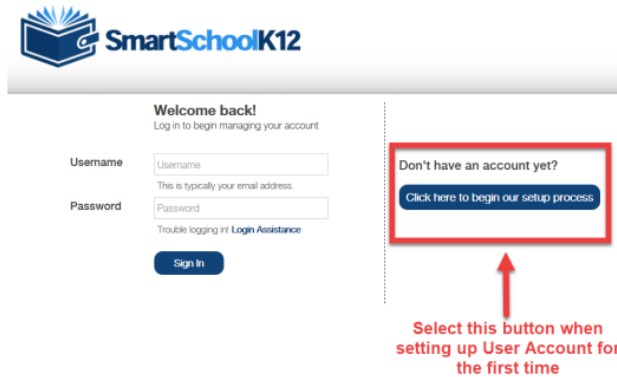 SmartSchoolK12
Welcome back!
Log in to begin managing your account
Username
Username
This is typically your email address.
Password
Password
Trouble logging in! Login Assistance
Sign In
Don't have an account yet?
Click here to begin our setup process
Select this button when
setting up User Account for
the first time